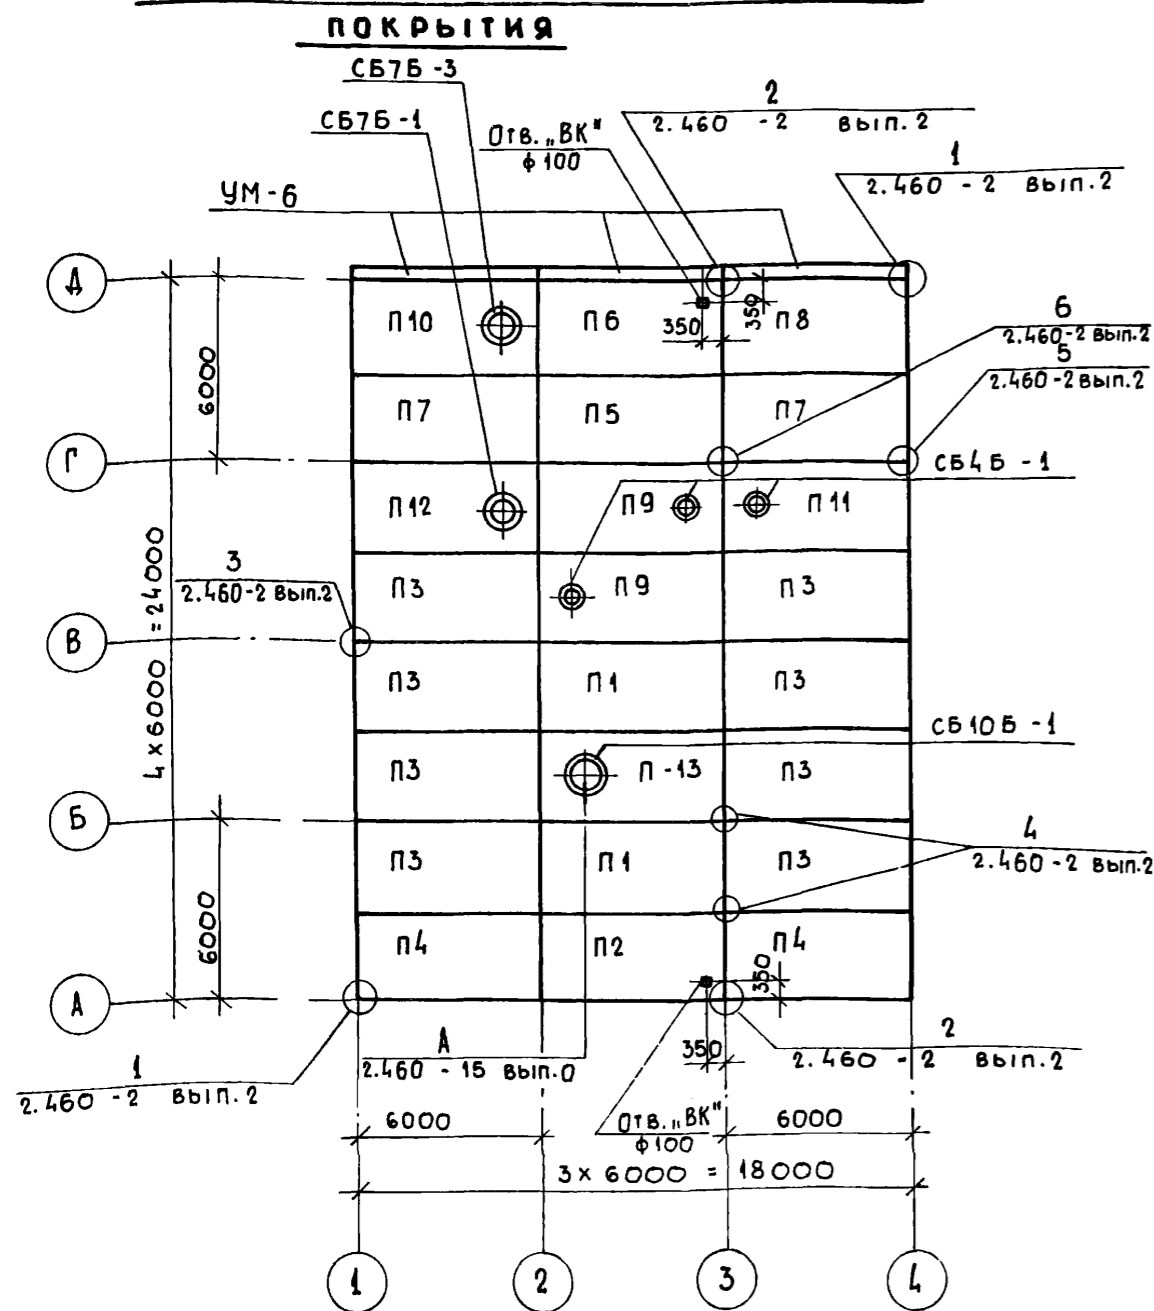 ПОКРЫТИЯ
СБ7Б -3
СБ7Б -1
Отв. „ВК"
ϕ 100
2
2.460 -2 вып. 2
1
2.460 - 2 вып. 2
УМ-6
Д
П10
П6
П8
350
350
6
2.460-2 вып.2
5
2.460-2 вып.2
6000
П7
П5
П7
Г
СБ4Б -1
П12
П9
П11
4×6000 = 24000
3
2.460-2 вып.2
П3
П9
П3
В
П3
П1
П3
СБ10Б -1
П3
П -13
П3
Б
4
2.460 -2 вып.2
П3
П1
П3
6000
П4
П2
П4
350
А
350
2
2.460 -2 вып.2
1
2.460 -2 вып. 2
А
2.460 - 15 вып.0
6000
Отв. „ВК"
ϕ100
6000
3× 6000 = 18000
1
2
3
4